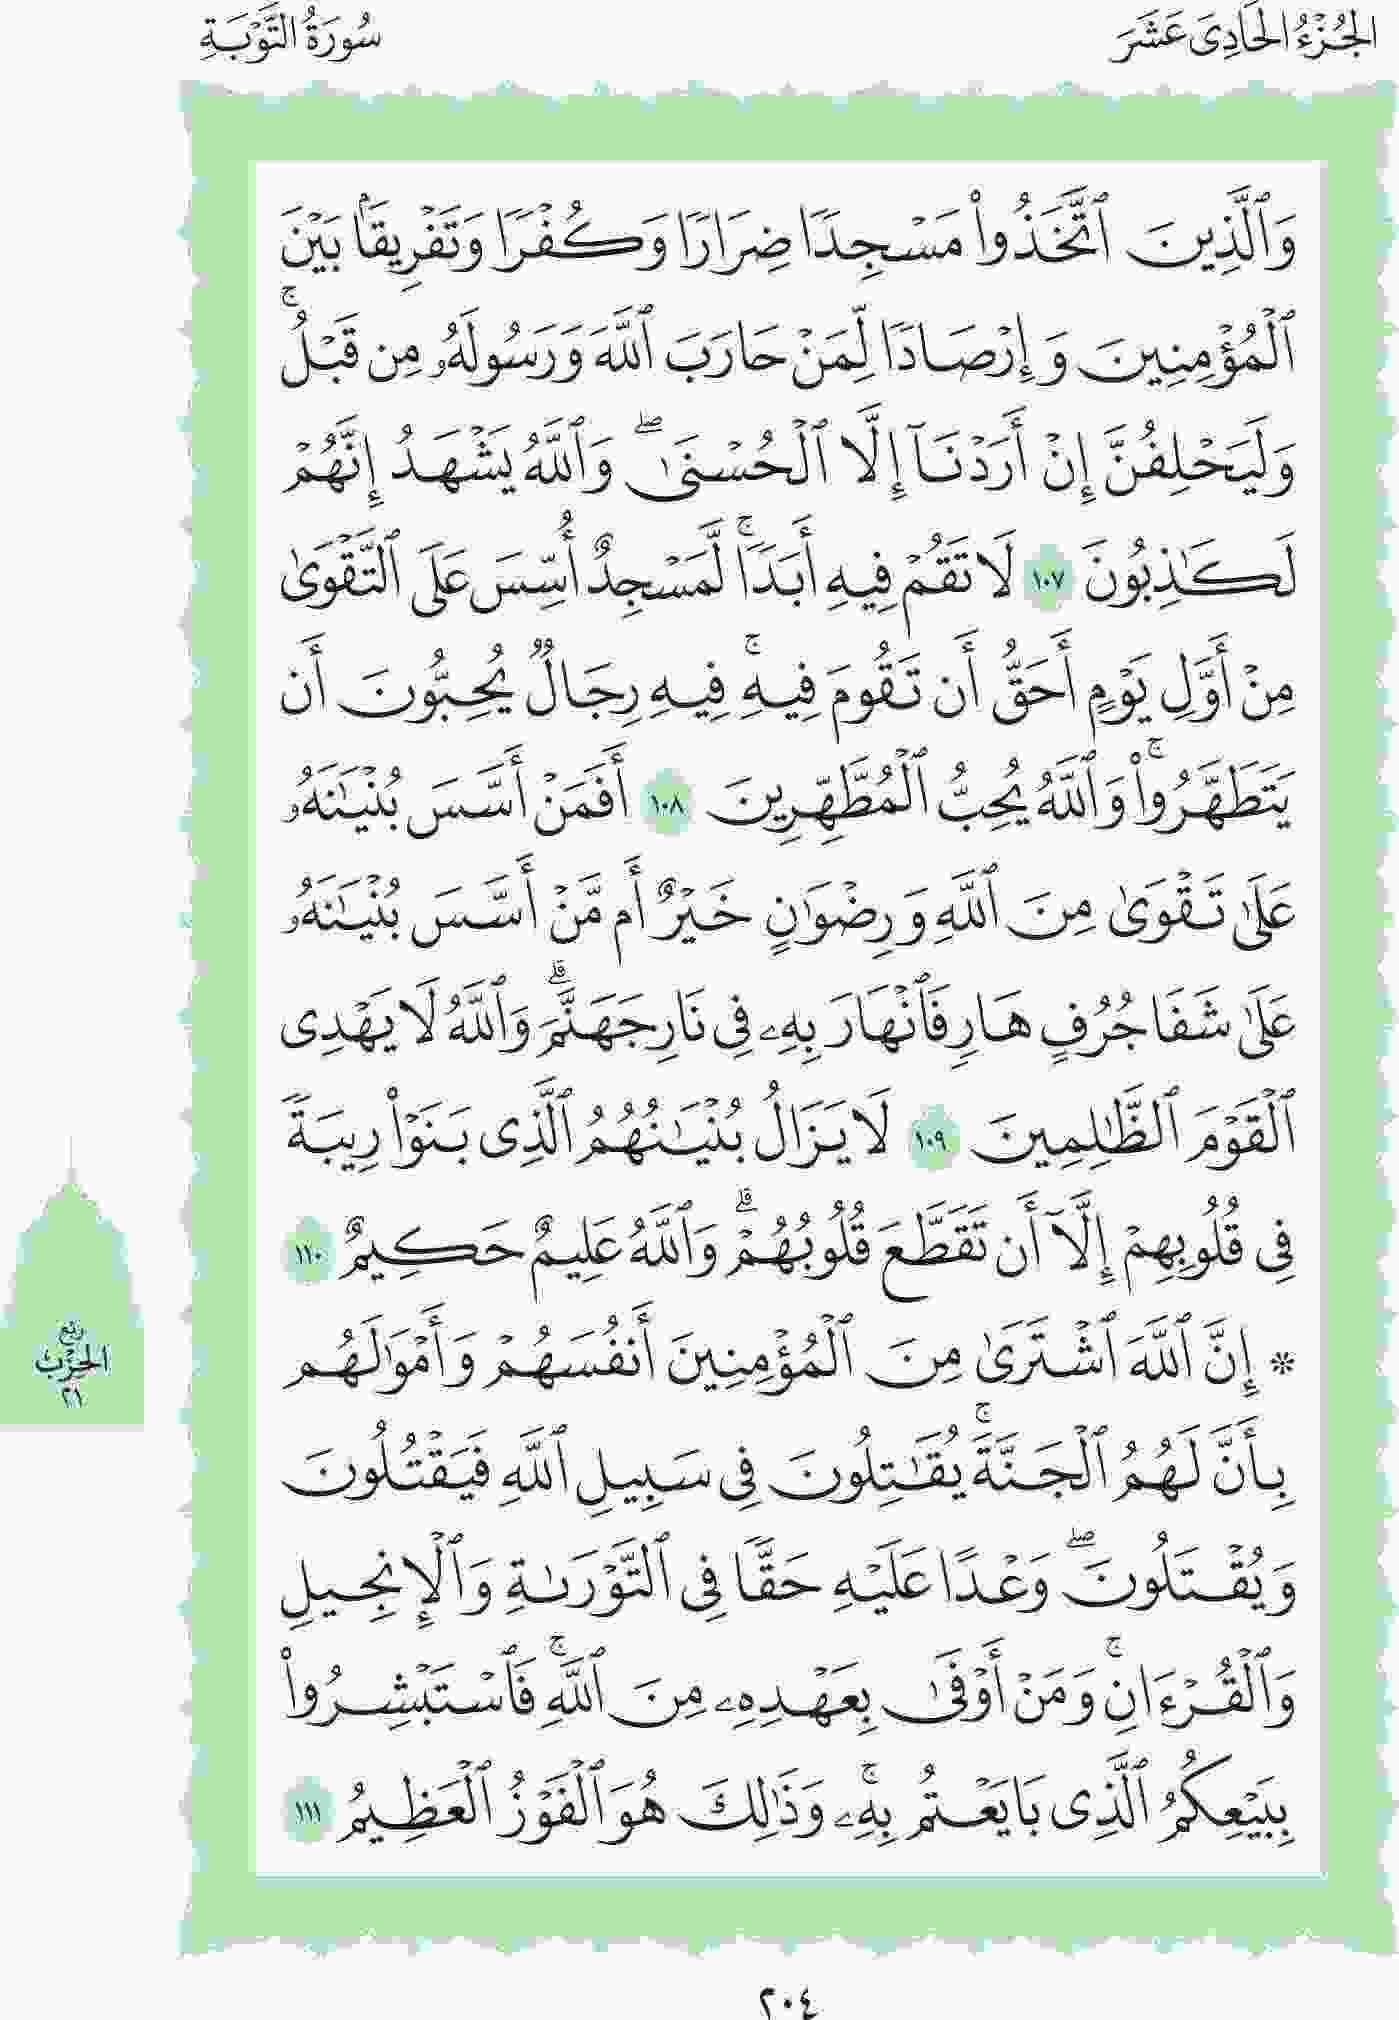 الجُزْءُ الحَادِيَ عَشَرَ
سُورَةُ التَّوْبَةِ
وَٱلَّذِينَ ٱتَّخَذُوا۟ مَسْجِدًا ضِرَارًا وَكُفْرًا وَتَفْرِيقًۢا بَيْنَ
ٱلْمُؤْمِنِينَ وَإِرْصَادًا لِّمَنْ حَارَبَ ٱللَّهَ وَرَسُولَهُۥ مِن قَبْلُ ۚ
وَلَيَحْلِفُنَّ إِنْ أَرَدْنَآ إِلَّا ٱلْحُسْنَىٰ ۖ وَٱللَّهُ يَشْهَدُ إِنَّهُمْ
لَكَـٰذِبُونَ ١٠٧ لَا تَقُمْ فِيهِ أَبَدًا ۚ لَّمَسْجِدٌ أُسِّسَ عَلَى ٱلتَّقْوَىٰ
مِنْ أَوَّلِ يَوْمٍ أَحَقُّ أَن تَقُومَ فِيهِ ۚ فِيهِ رِجَالٌ يُحِبُّونَ أَن
يَتَطَهَّرُوا۟ ۚ وَٱللَّهُ يُحِبُّ ٱلْمُطَّهِّرِينَ ١٠٨ أَفَمَنْ أَسَّسَ بُنْيَـٰنَهُۥ
عَلَىٰ تَقْوَىٰ مِنَ ٱللَّهِ وَرِضْوَٰنٍ خَيْرٌ أَم مَّنْ أَسَّسَ بُنْيَـٰنَهُۥ
عَلَىٰ شَفَا جُرُفٍ هَارٍ فَٱنْهَارَ بِهِۦ فِى نَارِ جَهَنَّمَ ۗ وَٱللَّهُ لَا يَهْدِى
ٱلْقَوْمَ ٱلظَّـٰلِمِينَ ١٠٩ لَا يَزَالُ بُنْيَـٰنُهُمُ ٱلَّذِى بَنَوْا۟ رِيبَةً
فِى قُلُوبِهِمْ إِلَّآ أَن تَقَطَّعَ قُلُوبُهُمْ ۗ وَٱللَّهُ عَلِيمٌ حَكِيمٌ ١١٠
۞ إِنَّ ٱللَّهَ ٱشْتَرَىٰ مِنَ ٱلْمُؤْمِنِينَ أَنفُسَهُمْ وَأَمْوَٰلَهُم
بِأَنَّ لَهُمُ ٱلْجَنَّةَ ۚ يُقَـٰتِلُونَ فِى سَبِيلِ ٱللَّهِ فَيَقْتُلُونَ
وَيُقْتَلُونَ ۖ وَعْدًا عَلَيْهِ حَقًّا فِى ٱلتَّوْرَىٰةِ وَٱلْإِنجِيلِ
وَٱلْقُرْءَانِ ۚ وَمَنْ أَوْفَىٰ بِعَهْدِهِۦ مِنَ ٱللَّهِ ۚ فَٱسْتَبْشِرُوا۟
بِبَيْعِكُمُ ٱلَّذِى بَايَعْتُم بِهِۦ ۚ وَذَٰلِكَ هُوَ ٱلْفَوْزُ ٱلْعَظِيمُ ١١١
ربع
الحزب
٢١
٢٠٤